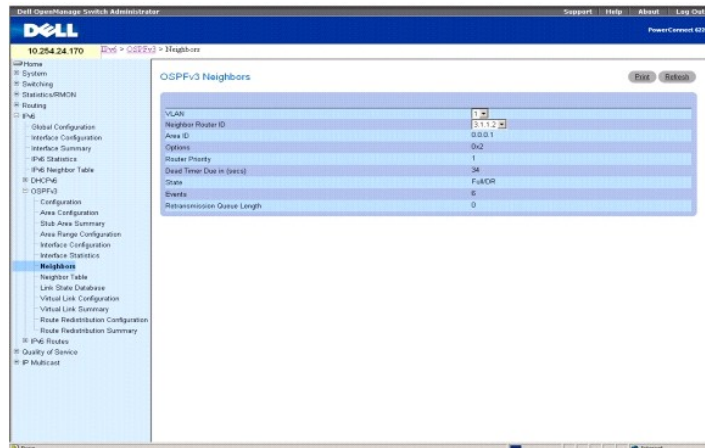 Dell OpenManage Switch Administrator
Support Help About Log Out
DELL
PowerConnect 622
10.254.24.170
IPv6 > OSPFv3 > Neighbors
Home
System
Switching
Statistics/RMON
Routing
IPv6
Global Configuration
Interface Configuration
Interface Summary
IPv6 Statistics
IPv6 Neighbor Table
DHCPv6
OSPFv3
Configuration
Area Configuration
Stub Area Summary
Area Range Configuration
Interface Configuration
Interface Statistics
Neighbors
Neighbor Table
Link State Database
Virtual Link Configuration
Virtual Link Summary
Route Redistribution Configuration
Route Redistribution Summary
IPv6 Routes
Quality of Service
IP Multicast
OSPFv3 Neighbors
Print Refresh
VLAN 1
Neighbor Router ID 3.1.1.2
Area ID 0.0.0.1
Options 0x2
Router Priority 1
Dead Timer Due in (secs) 34
State Full/DR
Events 6
Retransmission Queue Length 0